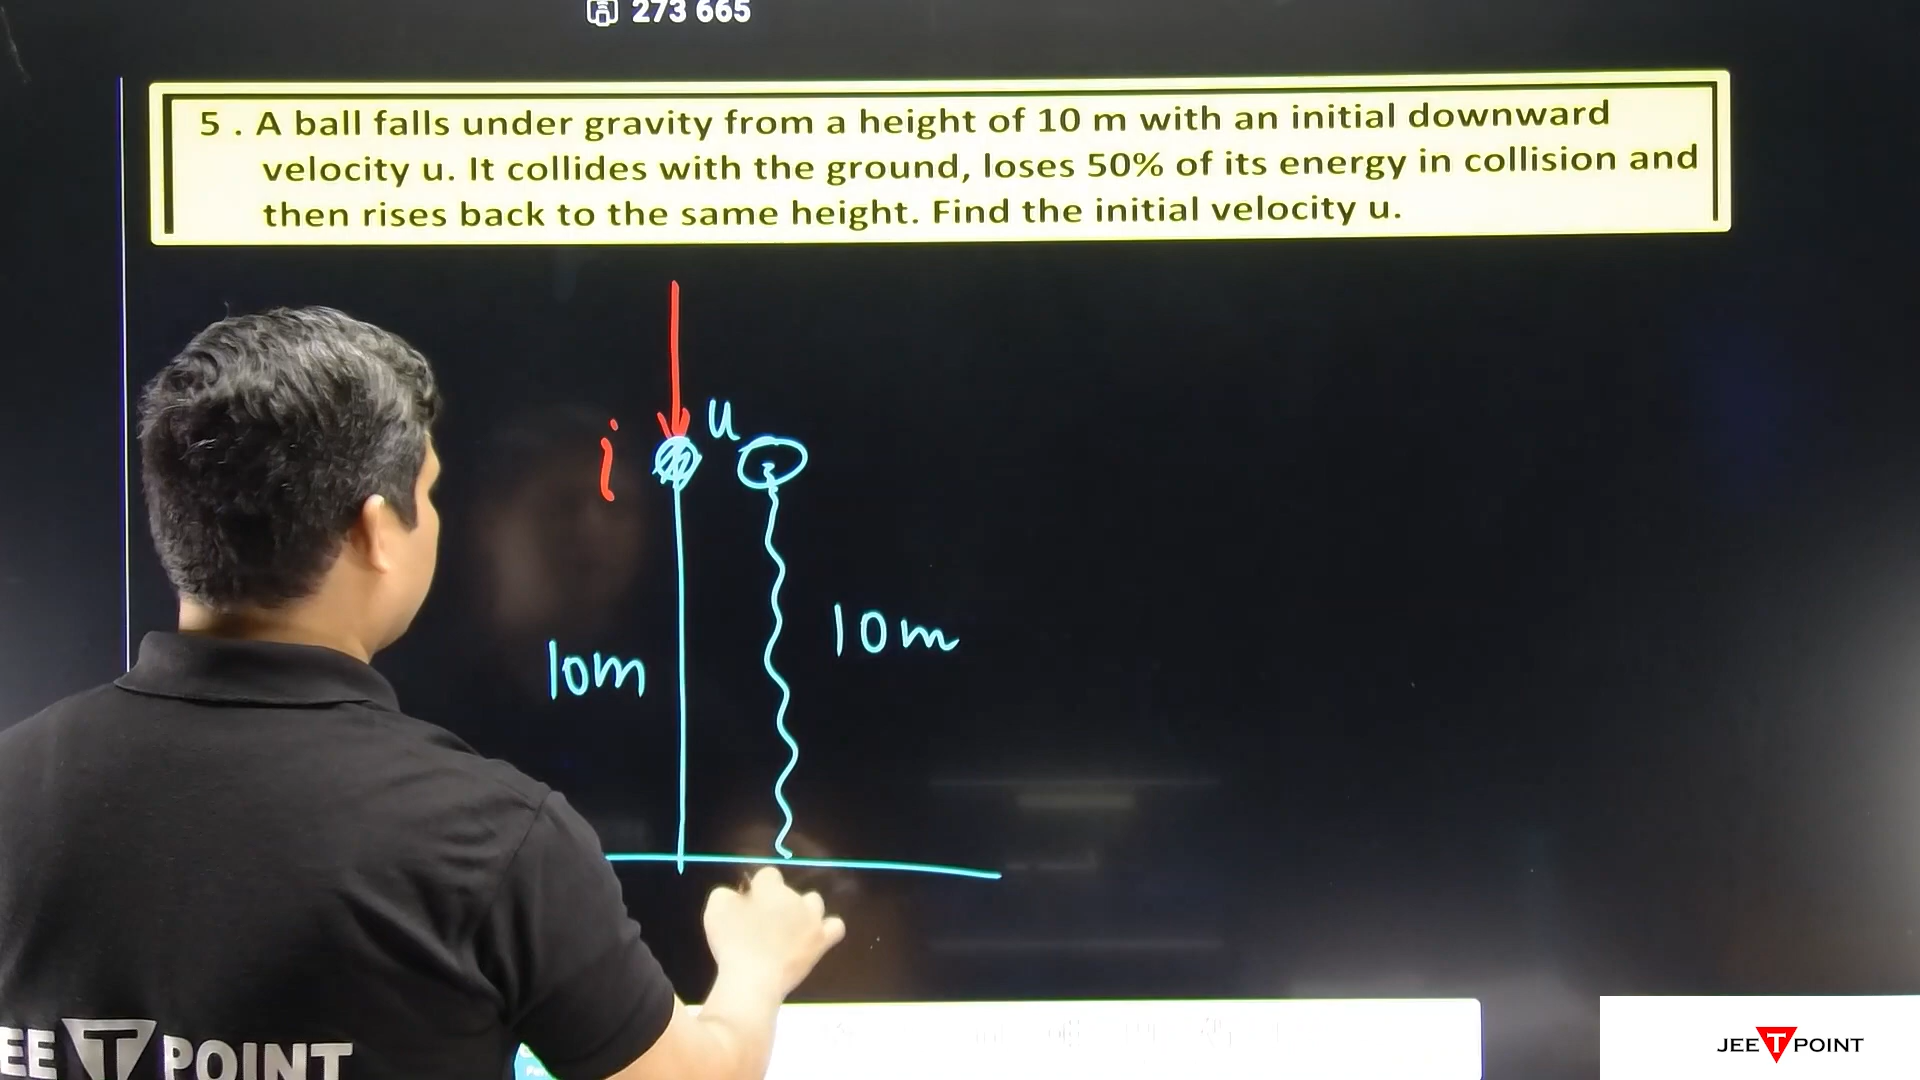 273 665
5 . A ball falls under gravity from a height of 10 m with an initial downward
velocity u. It collides with the ground, loses 50% of its energy in collision and
then rises back to the same height. Find the initial velocity u.
u
i
10m
10m
EE T POINT
JEE T POINT